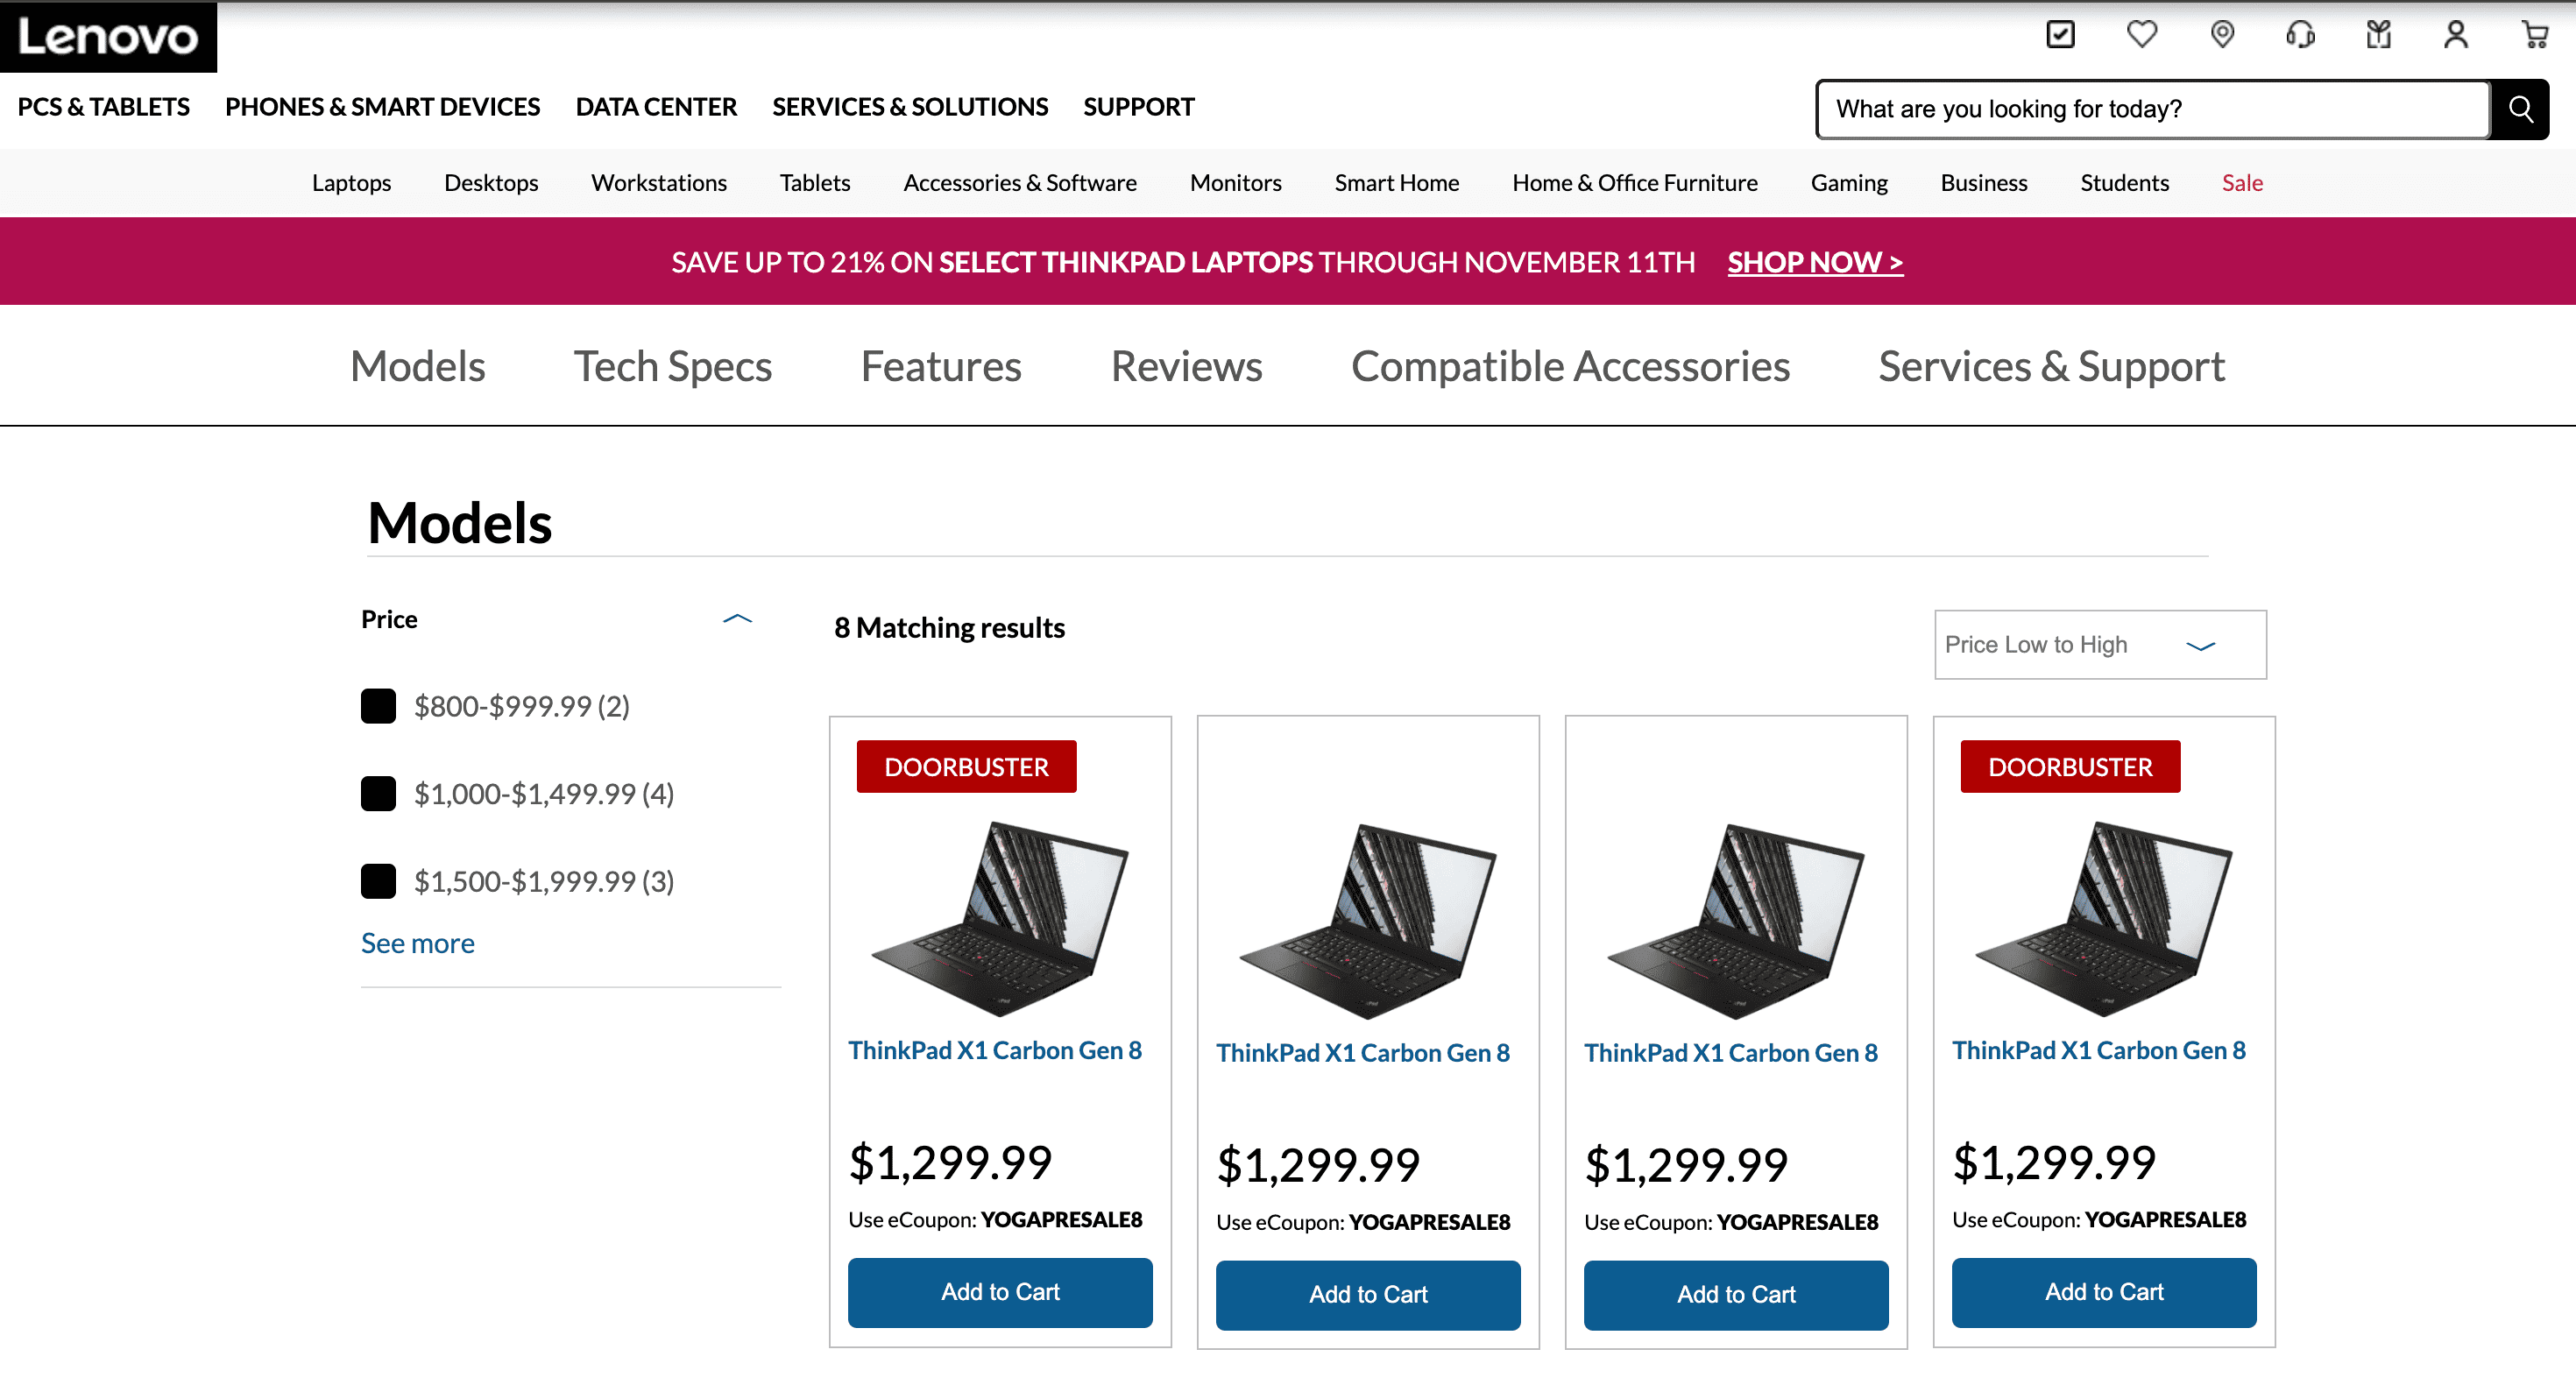 Lenovo
PCS & TABLETS PHONES & SMART DEVICES DATA CENTER SERVICES & SOLUTIONS SUPPORT
What are you looking for today?
Laptops Desktops Workstations Tablets Accessories & Software Monitors Smart Home Home & Office Furniture Gaming Business Students Sale
SAVE UP TO 21% ON SELECT THINKPAD LAPTOPS THROUGH NOVEMBER 11TH SHOP NOW >
Models Tech Specs Features Reviews Compatible Accessories Services & Support
Models
Price
$800-$999.99 (2)
$1,000-$1,499.99 (4)
$1,500-$1,999.99 (3)
See more
8 Matching results
Price Low to High
DOORBUSTER
ThinkPad X1 Carbon Gen 8
$1,299.99
Use eCoupon: YOGAPRESALE8
Add to Cart
ThinkPad X1 Carbon Gen 8
$1,299.99
Use eCoupon: YOGAPRESALE8
Add to Cart
ThinkPad X1 Carbon Gen 8
$1,299.99
Use eCoupon: YOGAPRESALE8
Add to Cart
DOORBUSTER
ThinkPad X1 Carbon Gen 8
$1,299.99
Use eCoupon: YOGAPRESALE8
Add to Cart